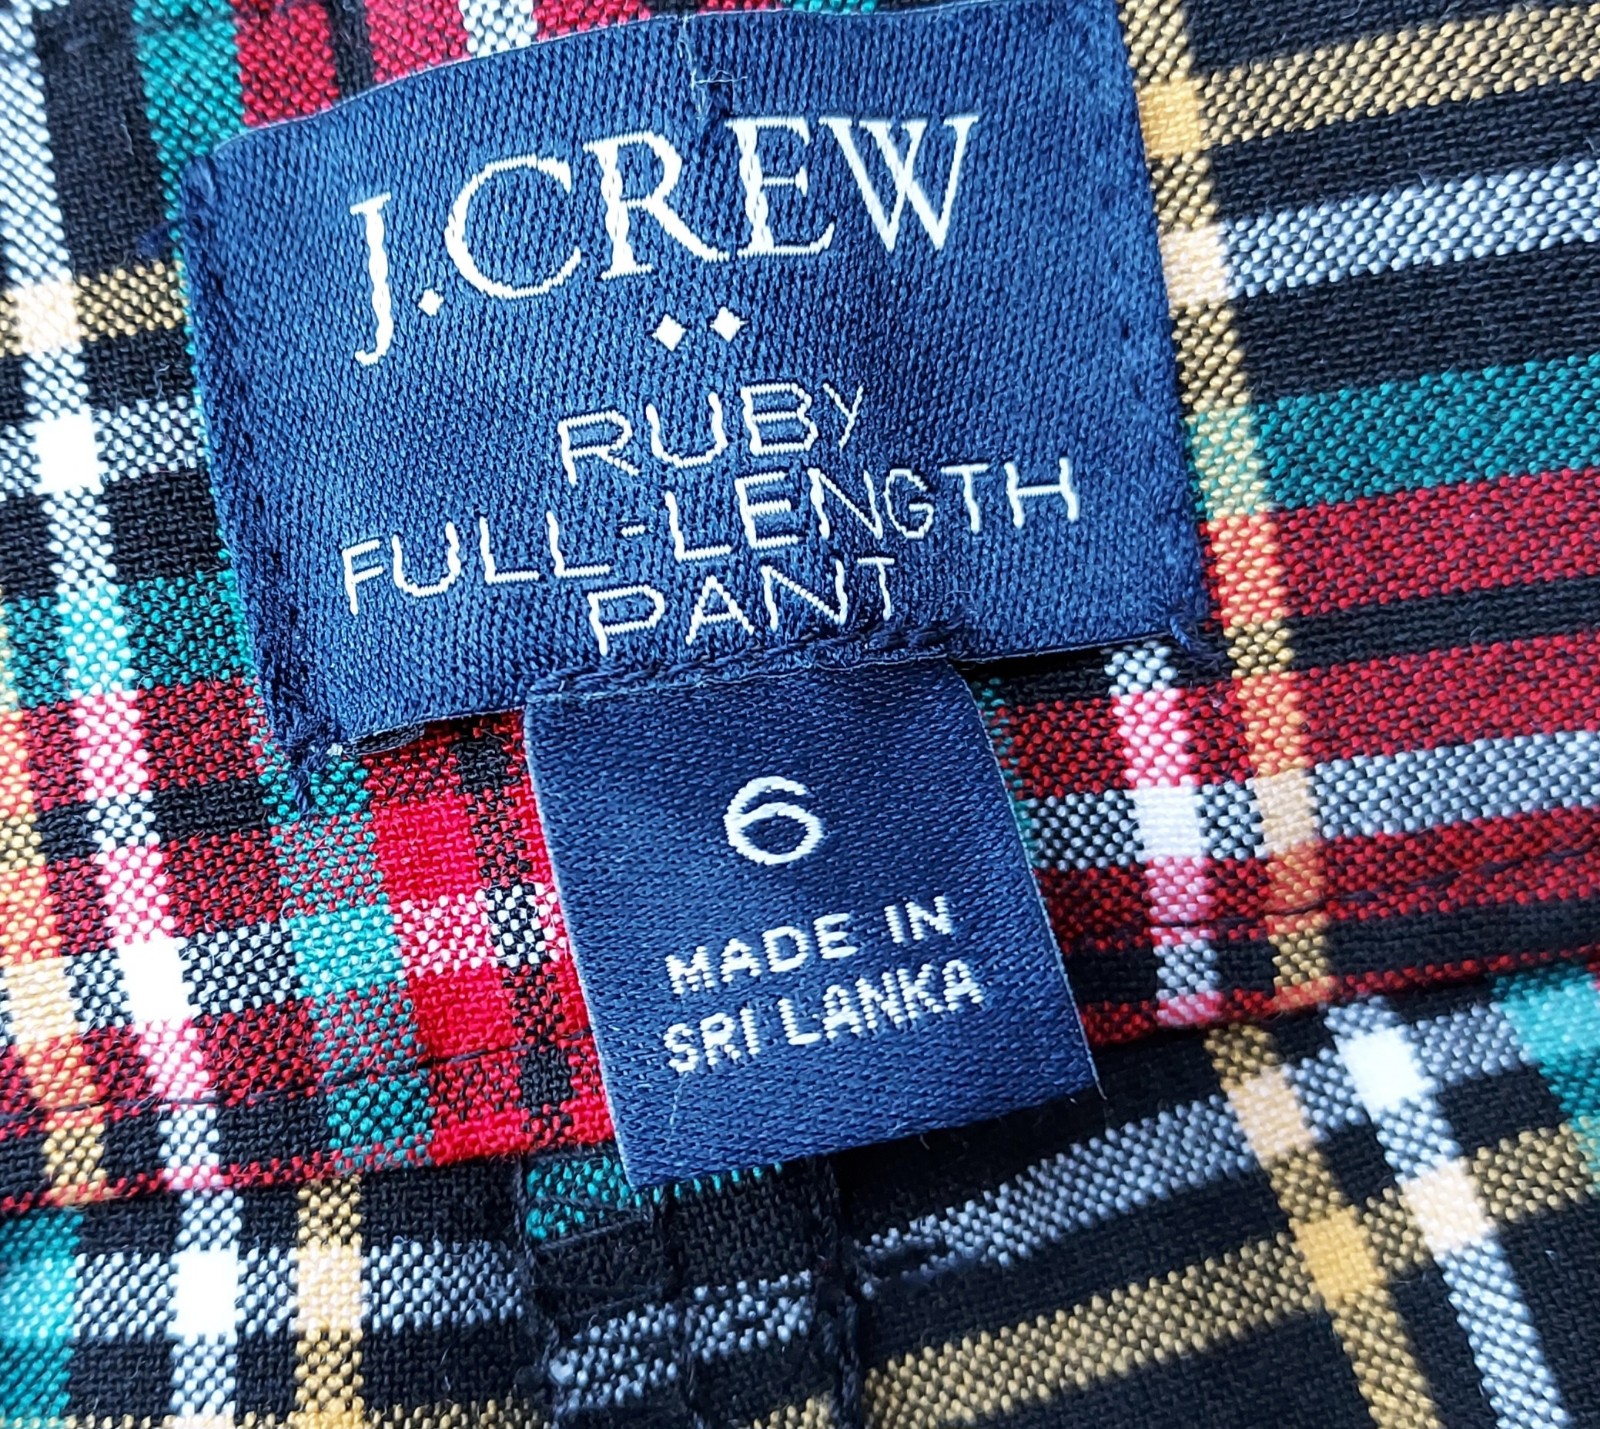 J.CREW
RUBY
FULL-LENGTH
PANT
6
MADE IN
SRI LANKA